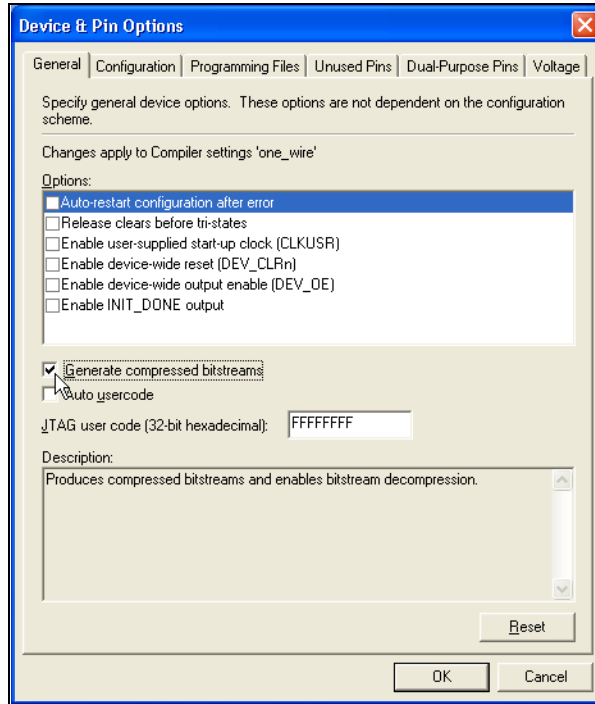 Device & Pin Options
General Configuration Programming Files Unused Pins Dual-Purpose Pins Voltage
Specify general device options. These options are not dependent on the configuration
scheme.
Changes apply to Compiler settings 'one_wire'
Options:
Auto-restart configuration after error
Release clears before tri-states
Enable user-supplied start-up clock (CLKUSR)
Enable device-wide reset (DEV_CLRn)
Enable device-wide output enable (DEV_OE)
Enable INIT_DONE output
Generate compressed bitstreams
Auto usercode
JTAG user code (32-bit hexadecimal): FFFFFFFF
Description:
Produces compressed bitstreams and enables bitstream decompression.
Reset
OK Cancel